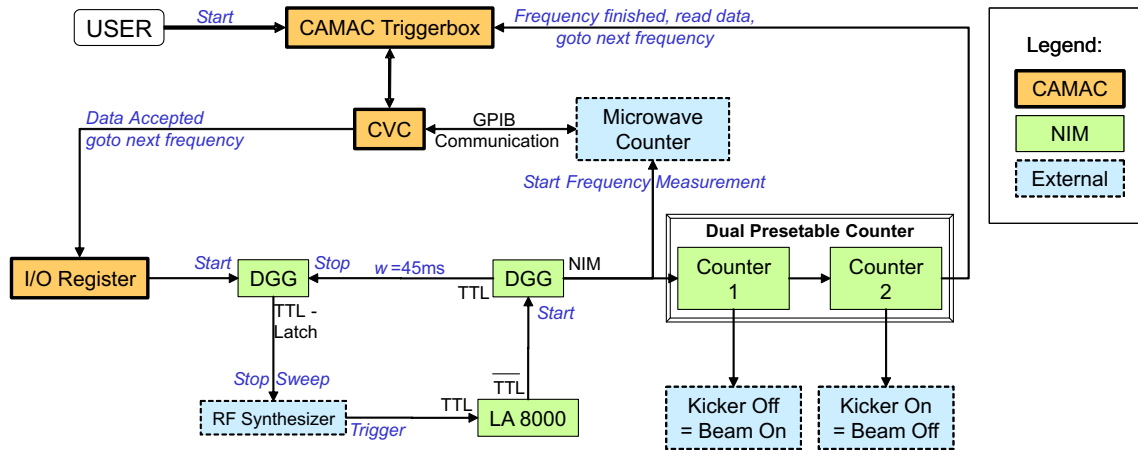 USER
Start
CAMAC Triggerbox
Frequency finished, read data,
goto next frequency
Legend:
CAMAC
NIM
External
Data Accepted
goto next frequency
CVC
GPIB
Communication
Microwave
Counter
Start Frequency Measurement
Dual Presetable Counter
I/O Register
Start
DGG
Stop
w=45ms
TTL
DGG
NIM
Counter
1
Counter
2
TTL -
Latch
Start
Stop Sweep
TTL
RF Synthesizer
Trigger
TTL
LA 8000
Kicker Off
= Beam On
Kicker On
= Beam Off